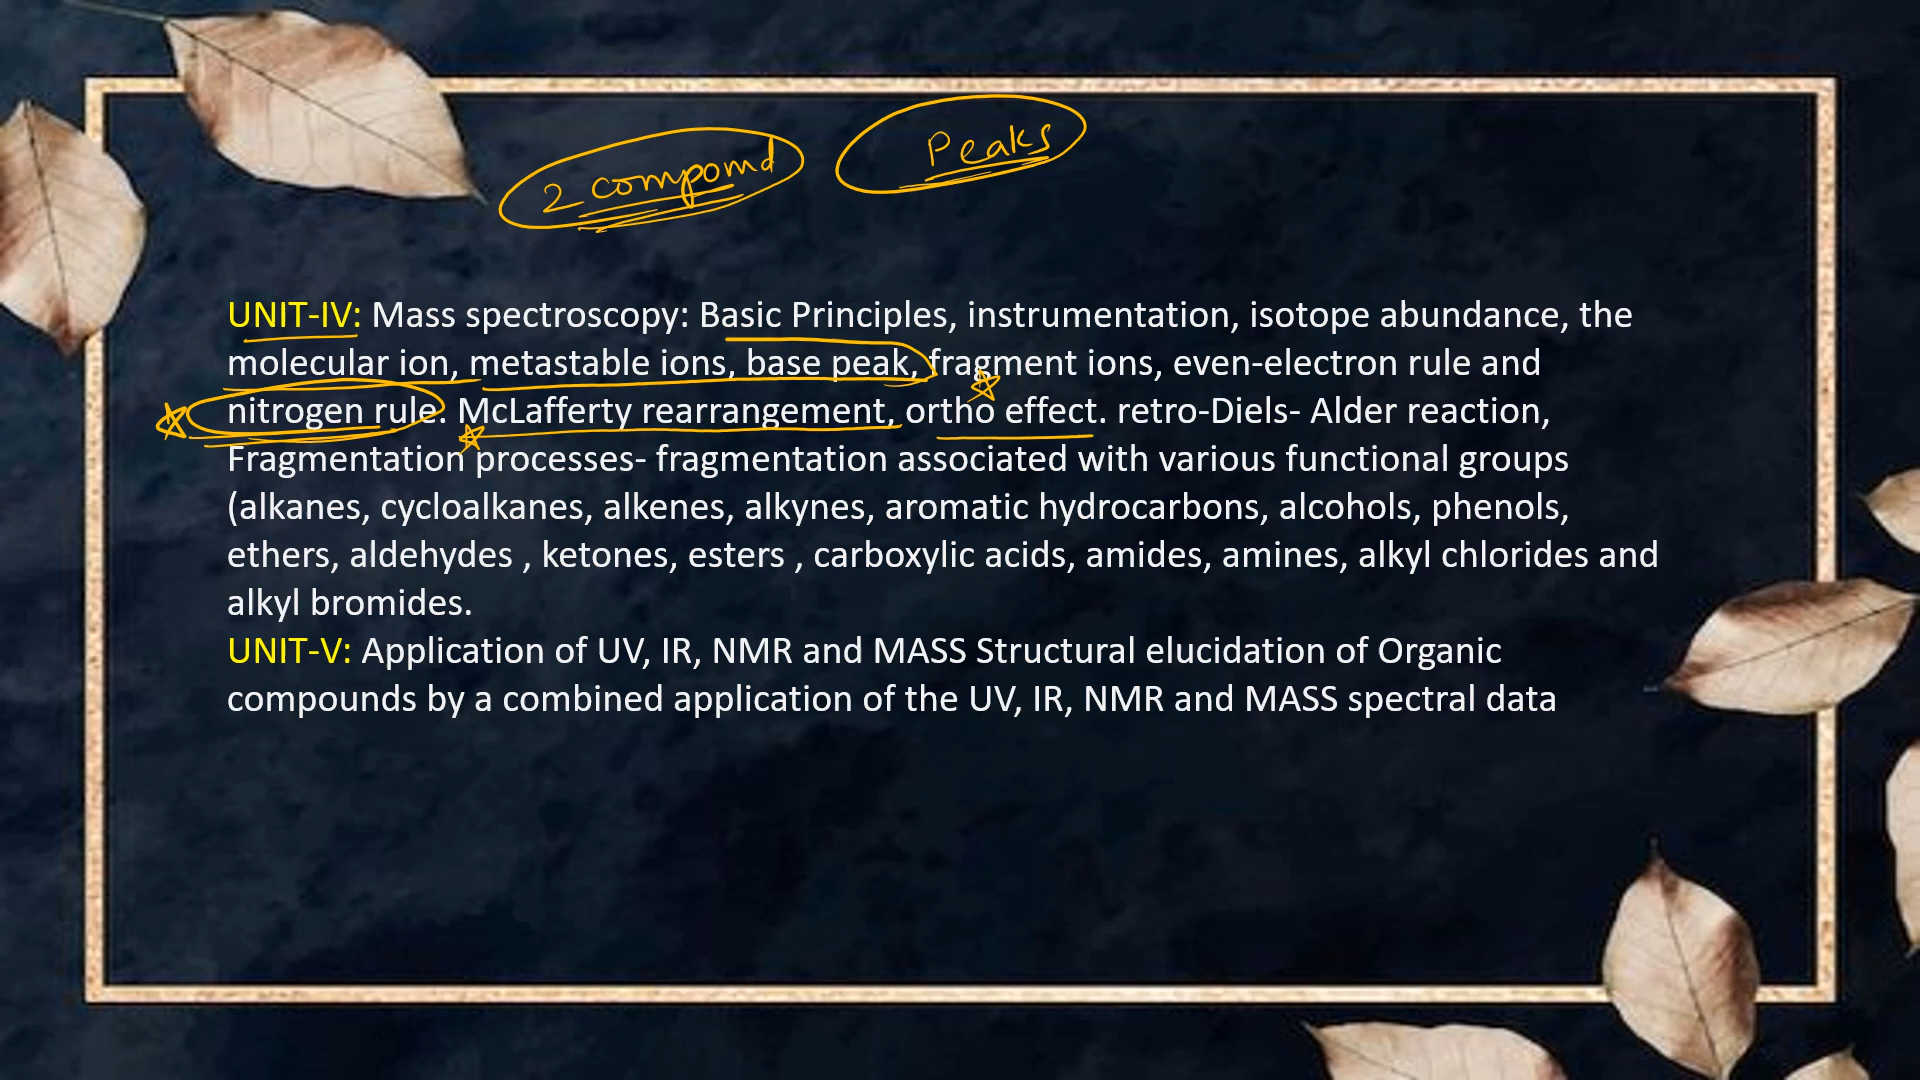 2 compomd
Peaks
UNIT-IV: Mass spectroscopy: Basic Principles, instrumentation, isotope abundance, the
molecular ion, metastable ions, base peak, fragment ions, even-electron rule and
nitrogen rule. McLafferty rearrangement, ortho effect. retro-Diels- Alder reaction,
Fragmentation processes- fragmentation associated with various functional groups
(alkanes, cycloalkanes, alkenes, alkynes, aromatic hydrocarbons, alcohols, phenols,
ethers, aldehydes , ketones, esters , carboxylic acids, amides, amines, alkyl chlorides and
alkyl bromides.
UNIT-V: Application of UV, IR, NMR and MASS Structural elucidation of Organic
compounds by a combined application of the UV, IR, NMR and MASS spectral data